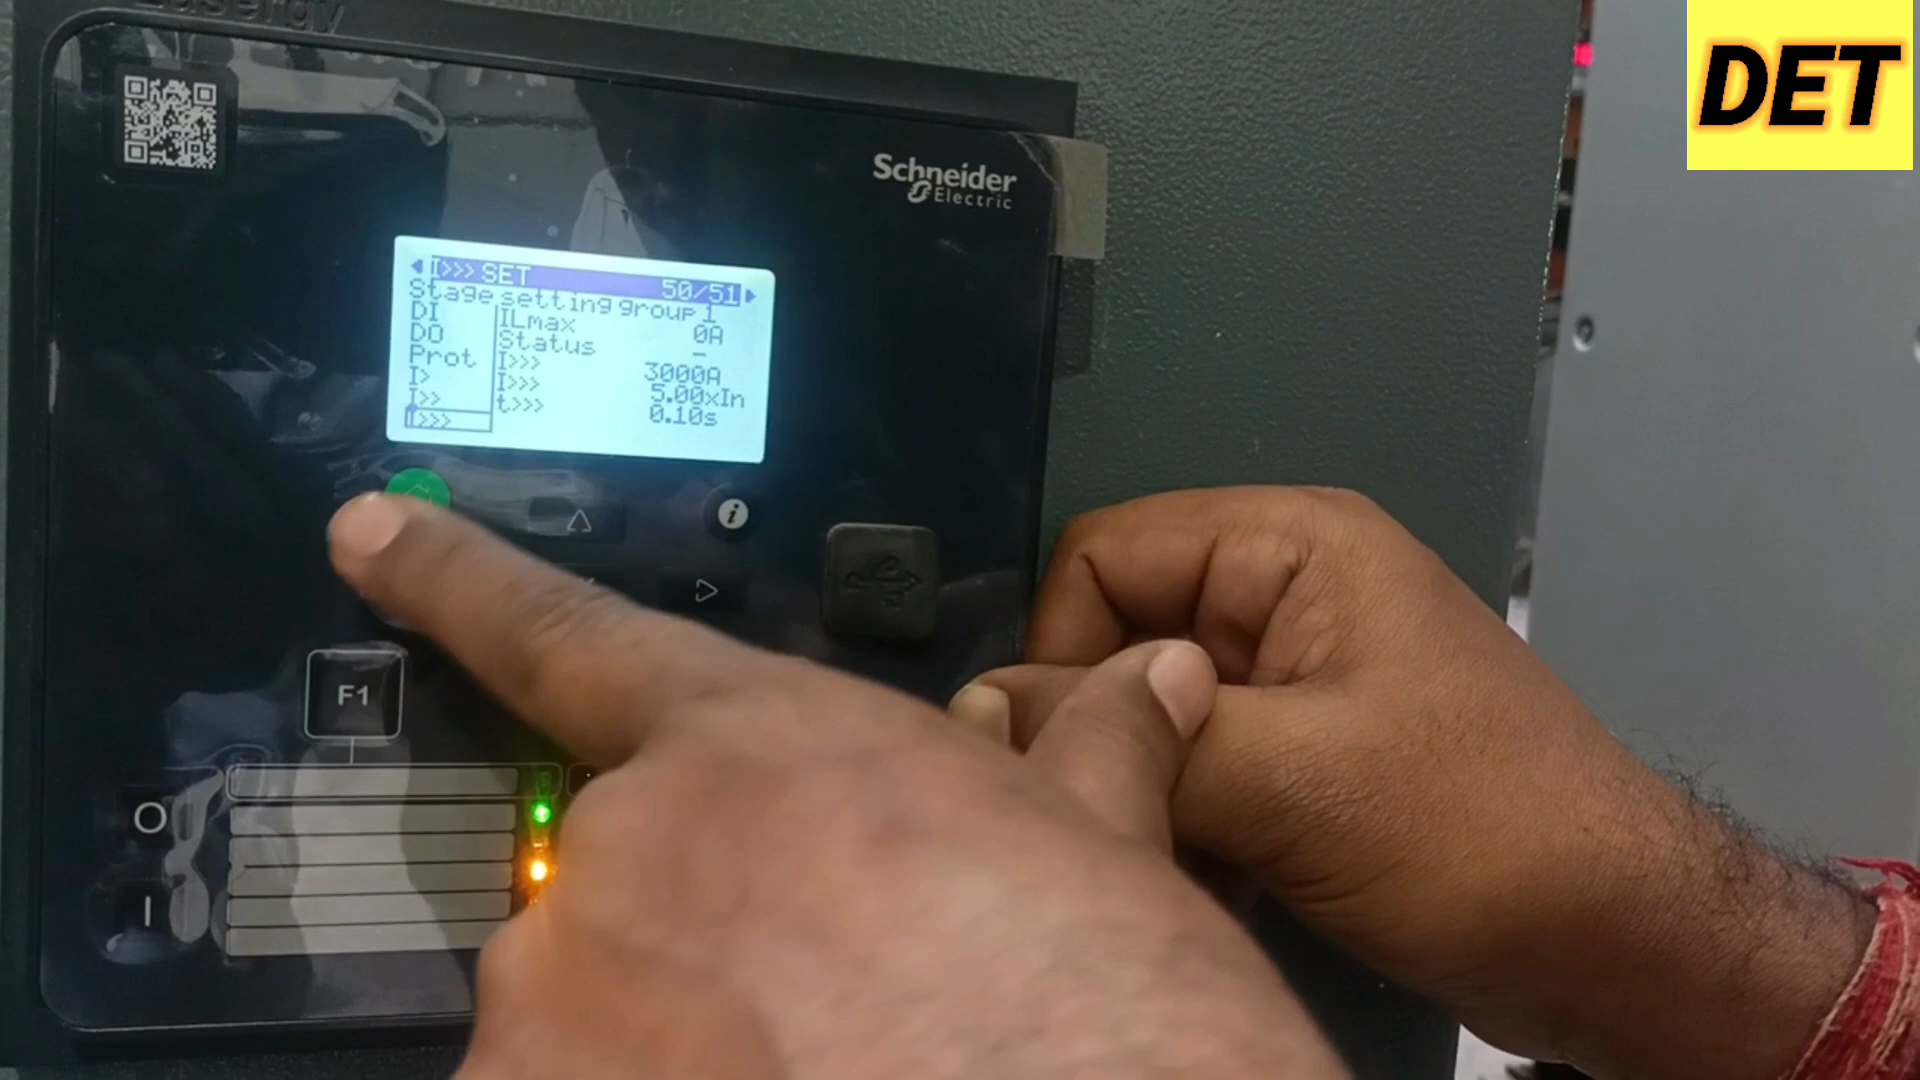 DET
Schneider
Electric
I>>> SET 50/51
Stage setting group 1
DI ILmax 0A
DO Status -
Prot I>>> 3000A
I> I>>> 5.00xIn
I>> t>>> 0.10s
I>>>
i
F1
O
I